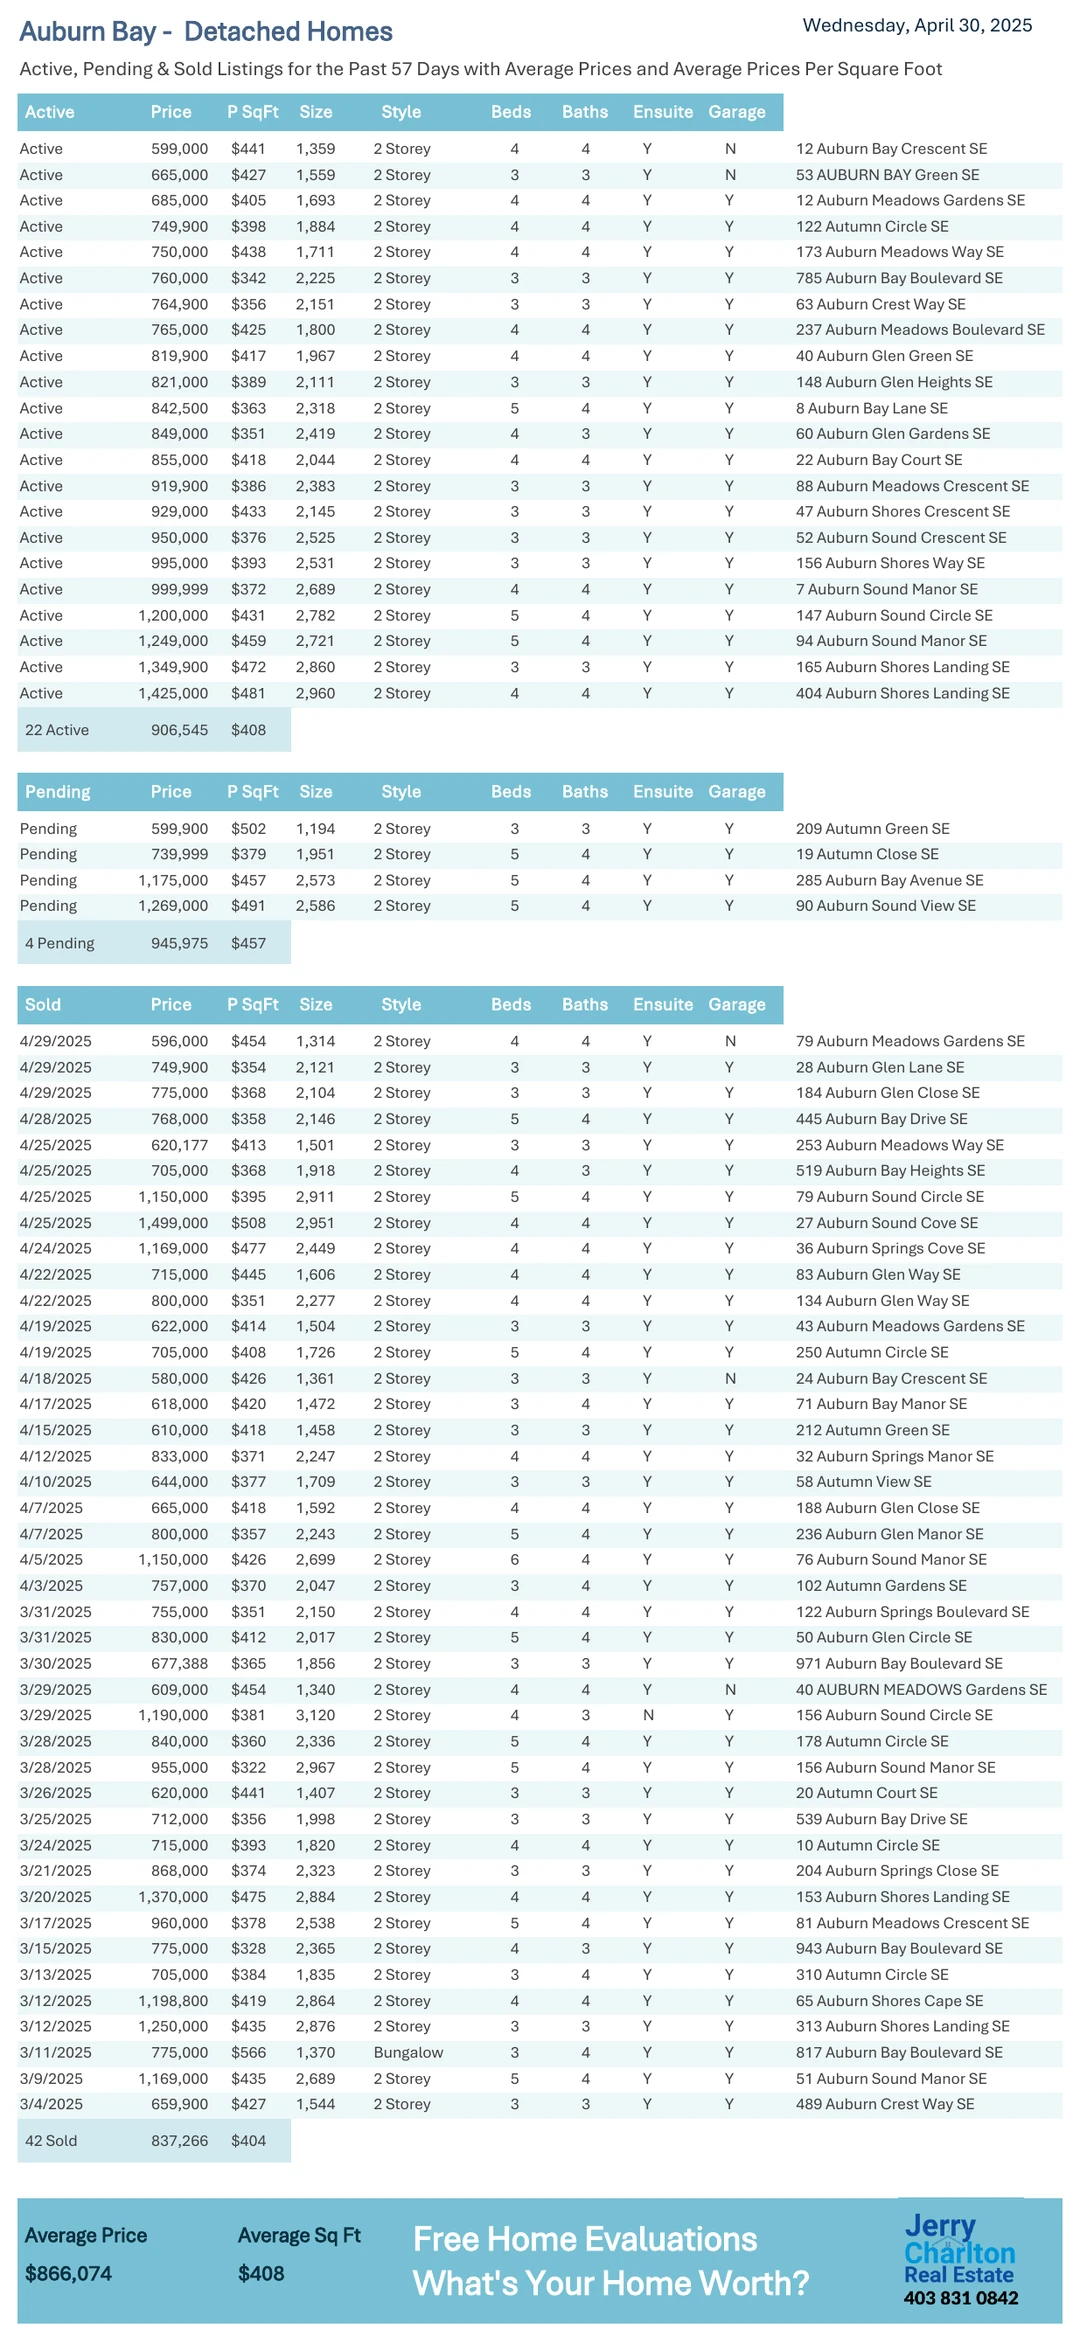 Auburn Bay - Detached Homes
Wednesday, April 30, 2025
Active, Pending & Sold Listings for the Past 57 Days with Average Prices and Average Prices Per Square Foot
Active Price P SqFt Size Style Beds Baths Ensuite Garage
Active 599,000 $441 1,359 2 Storey 4 4 Y N 12 Auburn Bay Crescent SE
Active 665,000 $427 1,559 2 Storey 3 3 Y N 53 AUBURN BAY Green SE
Active 685,000 $405 1,693 2 Storey 4 4 Y Y 12 Auburn Meadows Gardens SE
Active 749,900 $398 1,884 2 Storey 4 4 Y Y 122 Autumn Circle SE
Active 750,000 $438 1,711 2 Storey 4 4 Y Y 173 Auburn Meadows Way SE
Active 760,000 $342 2,225 2 Storey 3 3 Y Y 785 Auburn Bay Boulevard SE
Active 764,900 $356 2,151 2 Storey 3 3 Y Y 63 Auburn Crest Way SE
Active 765,000 $425 1,800 2 Storey 4 4 Y Y 237 Auburn Meadows Boulevard SE
Active 819,900 $417 1,967 2 Storey 4 4 Y Y 40 Auburn Glen Green SE
Active 821,000 $389 2,111 2 Storey 3 3 Y Y 148 Auburn Glen Heights SE
Active 842,500 $363 2,318 2 Storey 5 4 Y Y 8 Auburn Bay Lane SE
Active 849,000 $351 2,419 2 Storey 4 3 Y Y 60 Auburn Glen Gardens SE
Active 855,000 $418 2,044 2 Storey 4 4 Y Y 22 Auburn Bay Court SE
Active 919,900 $386 2,383 2 Storey 3 3 Y Y 88 Auburn Meadows Crescent SE
Active 929,000 $433 2,145 2 Storey 3 3 Y Y 47 Auburn Shores Crescent SE
Active 950,000 $376 2,525 2 Storey 3 3 Y Y 52 Auburn Sound Crescent SE
Active 995,000 $393 2,531 2 Storey 3 3 Y Y 156 Auburn Shores Way SE
Active 999,999 $372 2,689 2 Storey 4 4 Y Y 7 Auburn Sound Manor SE
Active 1,200,000 $431 2,782 2 Storey 5 4 Y Y 147 Auburn Sound Circle SE
Active 1,249,000 $459 2,721 2 Storey 5 4 Y Y 94 Auburn Sound Manor SE
Active 1,349,900 $472 2,860 2 Storey 3 3 Y Y 165 Auburn Shores Landing SE
Active 1,425,000 $481 2,960 2 Storey 4 4 Y Y 404 Auburn Shores Landing SE
22 Active 906,545 $408
Pending Price P SqFt Size Style Beds Baths Ensuite Garage
Pending 599,900 $502 1,194 2 Storey 3 3 Y Y 209 Autumn Green SE
Pending 739,999 $379 1,951 2 Storey 5 4 Y Y 19 Autumn Close SE
Pending 1,175,000 $457 2,573 2 Storey 5 4 Y Y 285 Auburn Bay Avenue SE
Pending 1,269,000 $491 2,586 2 Storey 5 4 Y Y 90 Auburn Sound View SE
4 Pending 945,975 $457
Sold Price P SqFt Size Style Beds Baths Ensuite Garage
4/29/2025 596,000 $454 1,314 2 Storey 4 4 Y N 79 Auburn Meadows Gardens SE
4/29/2025 749,900 $354 2,121 2 Storey 3 3 Y Y 28 Auburn Glen Lane SE
4/29/2025 775,000 $368 2,104 2 Storey 3 3 Y Y 184 Auburn Glen Close SE
4/28/2025 768,000 $358 2,146 2 Storey 5 4 Y Y 445 Auburn Bay Drive SE
4/25/2025 620,177 $413 1,501 2 Storey 3 3 Y Y 253 Auburn Meadows Way SE
4/25/2025 705,000 $368 1,918 2 Storey 4 3 Y Y 519 Auburn Bay Heights SE
4/25/2025 1,150,000 $395 2,911 2 Storey 5 4 Y Y 79 Auburn Sound Circle SE
4/25/2025 1,499,000 $508 2,951 2 Storey 4 4 Y Y 27 Auburn Sound Cove SE
4/24/2025 1,169,000 $477 2,449 2 Storey 4 4 Y Y 36 Auburn Springs Cove SE
4/22/2025 715,000 $445 1,606 2 Storey 4 4 Y Y 83 Auburn Glen Way SE
4/22/2025 800,000 $351 2,277 2 Storey 4 4 Y Y 134 Auburn Glen Way SE
4/19/2025 622,000 $414 1,504 2 Storey 3 3 Y Y 43 Auburn Meadows Gardens SE
4/19/2025 705,000 $408 1,726 2 Storey 5 4 Y Y 250 Autumn Circle SE
4/18/2025 580,000 $426 1,361 2 Storey 3 3 Y N 24 Auburn Bay Crescent SE
4/17/2025 618,000 $420 1,472 2 Storey 3 4 Y Y 71 Auburn Bay Manor SE
4/15/2025 610,000 $418 1,458 2 Storey 3 3 Y Y 212 Autumn Green SE
4/12/2025 833,000 $371 2,247 2 Storey 4 4 Y Y 32 Auburn Springs Manor SE
4/10/2025 644,000 $377 1,709 2 Storey 3 3 Y Y 58 Autumn View SE
4/7/2025 665,000 $418 1,592 2 Storey 4 4 Y Y 188 Auburn Glen Close SE
4/7/2025 800,000 $357 2,243 2 Storey 5 4 Y Y 236 Auburn Glen Manor SE
4/5/2025 1,150,000 $426 2,699 2 Storey 6 4 Y Y 76 Auburn Sound Manor SE
4/3/2025 757,000 $370 2,047 2 Storey 3 4 Y Y 102 Autumn Gardens SE
3/31/2025 755,000 $351 2,150 2 Storey 4 4 Y Y 122 Auburn Springs Boulevard SE
3/31/2025 830,000 $412 2,017 2 Storey 5 4 Y Y 50 Auburn Glen Circle SE
3/30/2025 677,388 $365 1,856 2 Storey 3 3 Y Y 971 Auburn Bay Boulevard SE
3/29/2025 609,000 $454 1,340 2 Storey 4 4 Y N 40 AUBURN MEADOWS Gardens SE
3/29/2025 1,190,000 $381 3,120 2 Storey 4 3 N Y 156 Auburn Sound Circle SE
3/28/2025 840,000 $360 2,336 2 Storey 5 4 Y Y 178 Autumn Circle SE
3/28/2025 955,000 $322 2,967 2 Storey 5 4 Y Y 156 Auburn Sound Manor SE
3/26/2025 620,000 $441 1,407 2 Storey 3 3 Y Y 20 Autumn Court SE
3/25/2025 712,000 $356 1,998 2 Storey 3 3 Y Y 539 Auburn Bay Drive SE
3/24/2025 715,000 $393 1,820 2 Storey 4 4 Y Y 10 Autumn Circle SE
3/21/2025 868,000 $374 2,323 2 Storey 3 3 Y Y 204 Auburn Springs Close SE
3/20/2025 1,370,000 $475 2,884 2 Storey 4 4 Y Y 153 Auburn Shores Landing SE
3/17/2025 960,000 $378 2,538 2 Storey 5 4 Y Y 81 Auburn Meadows Crescent SE
3/15/2025 775,000 $328 2,365 2 Storey 4 3 Y Y 943 Auburn Bay Boulevard SE
3/13/2025 705,000 $384 1,835 2 Storey 3 4 Y Y 310 Autumn Circle SE
3/12/2025 1,198,800 $419 2,864 2 Storey 4 4 Y Y 65 Auburn Shores Cape SE
3/12/2025 1,250,000 $435 2,876 2 Storey 3 3 Y Y 313 Auburn Shores Landing SE
3/11/2025 775,000 $566 1,370 Bungalow 3 4 Y Y 817 Auburn Bay Boulevard SE
3/9/2025 1,169,000 $435 2,689 2 Storey 5 4 Y Y 51 Auburn Sound Manor SE
3/4/2025 659,900 $427 1,544 2 Storey 3 3 Y Y 489 Auburn Crest Way SE
42 Sold 837,266 $404
Average Price Average Sq Ft
$866,074 $408
Free Home Evaluations
What's Your Home Worth?
Jerry
Charlton
Real Estate
403 831 0842